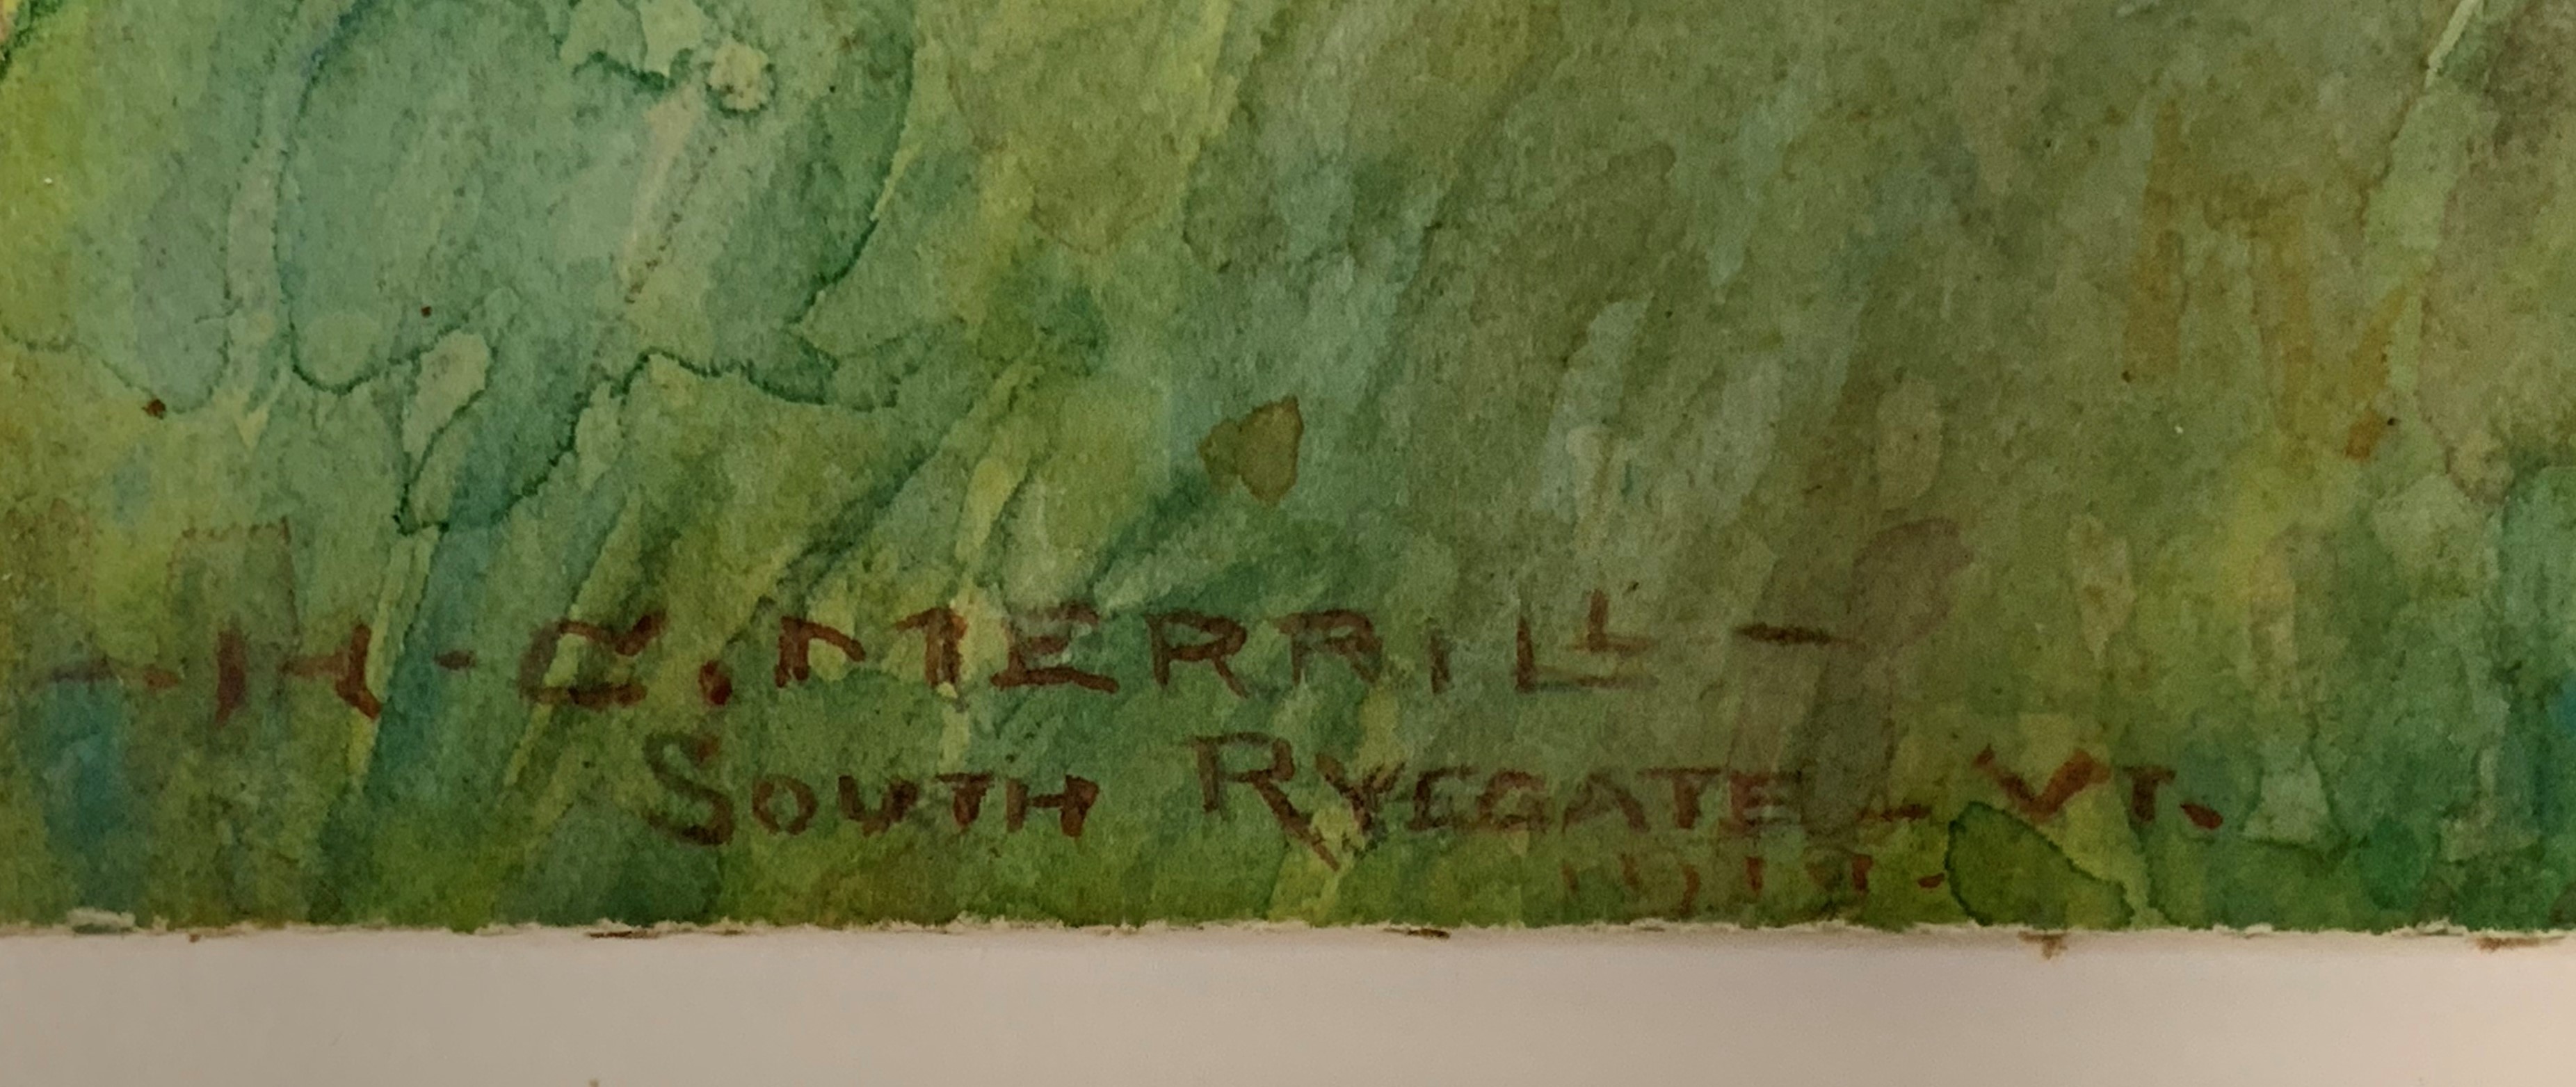 -H-C. MERRILL-
SOUTH RYEGATE - VT.